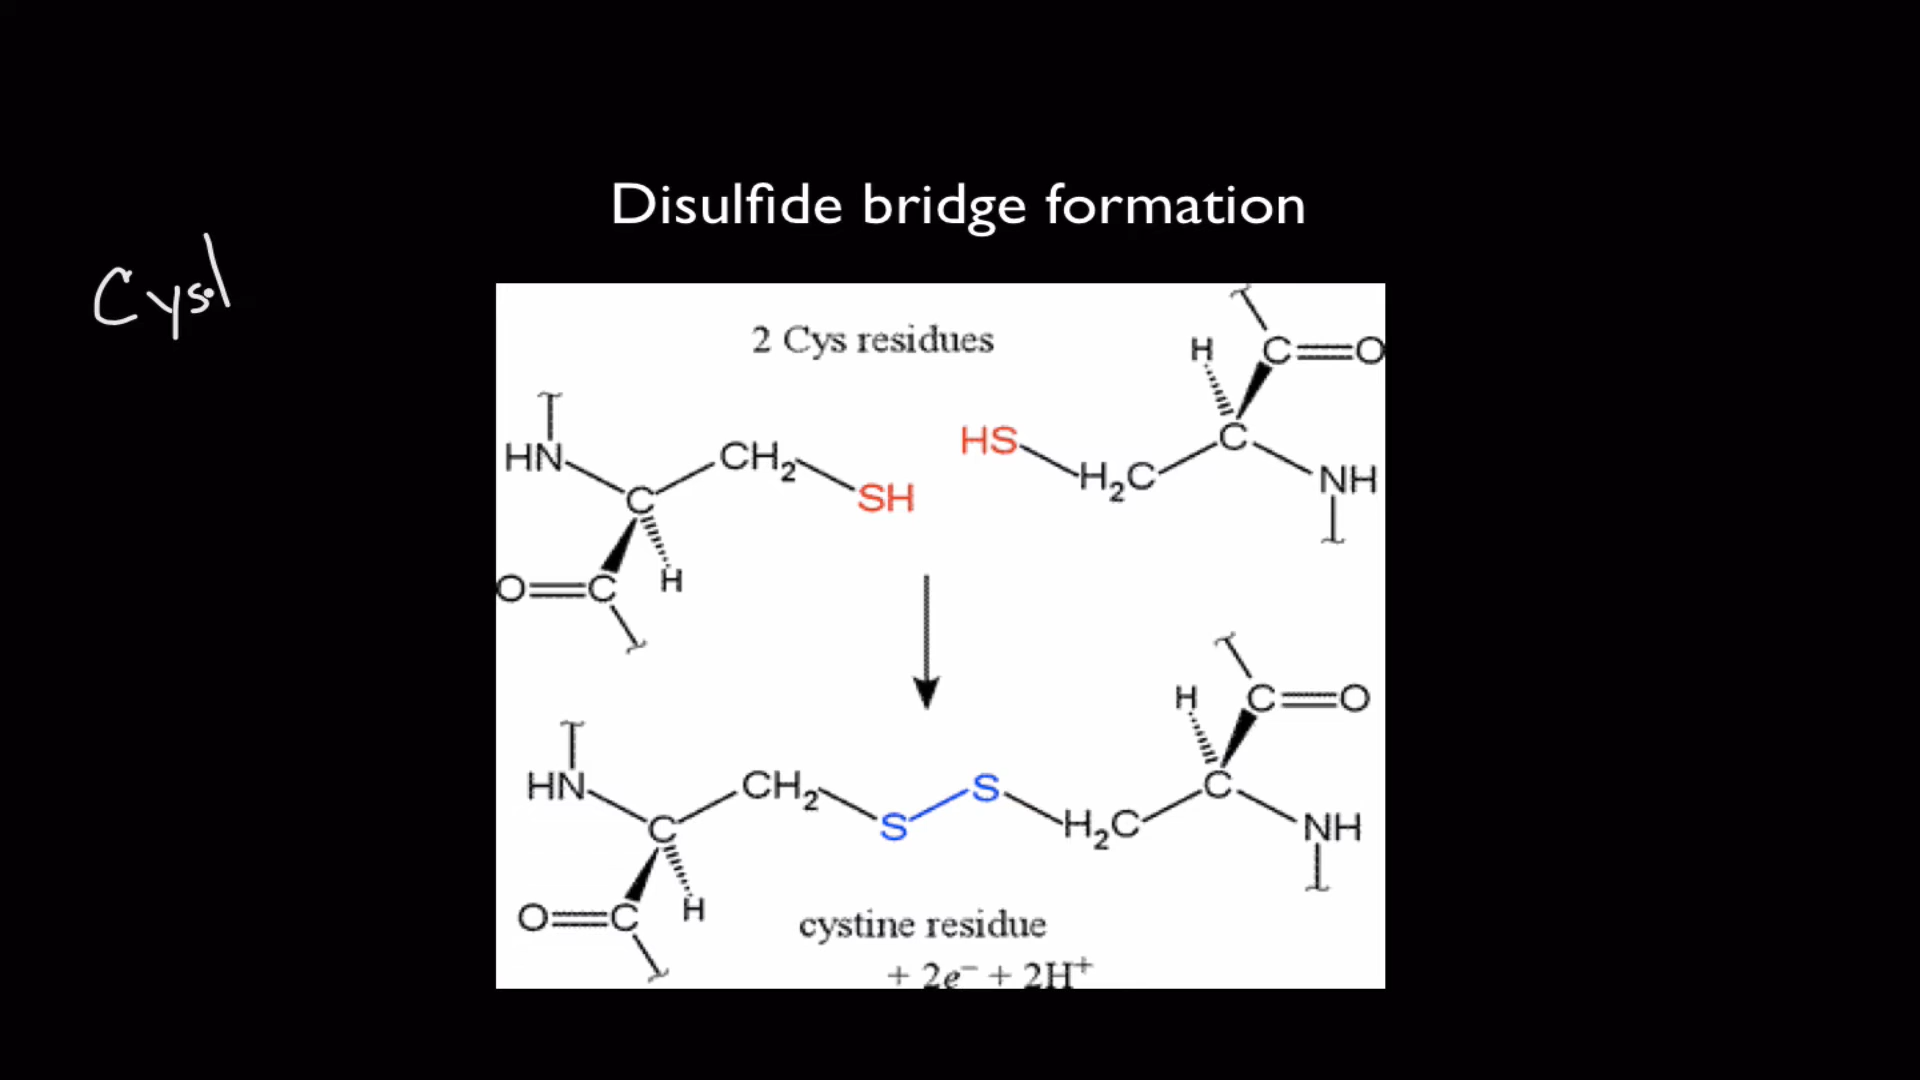 Disulfide bridge formation
Cys
2 Cys residues
H C=O
HN CH₂ SH
HS H₂C C NH
C
O=C H
H C=O
HN CH₂ S S H₂C C NH
C
O=C H
cystine residue
+ 2e⁻ + 2H⁺